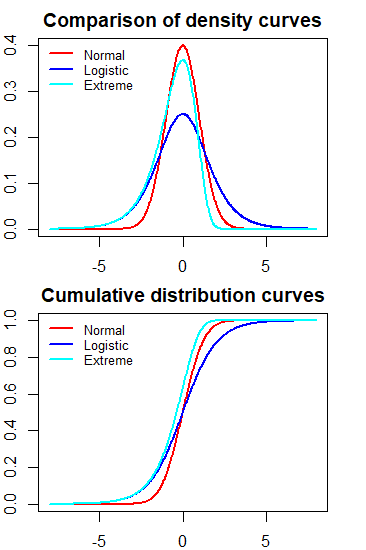 Comparison of density curves
0.4
0.3
0.2
0.1
0.0
Normal
Logistic
Extreme
-5 0 5
Cumulative distribution curves
1.0
0.8
0.6
0.4
0.2
0.0
Normal
Logistic
Extreme
-5 0 5